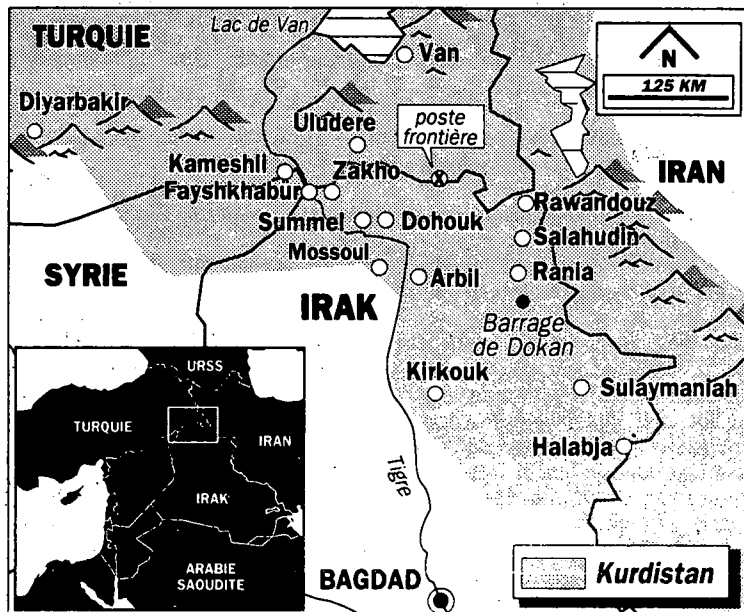 TURQUIE
Lac de Van
Van
N
125 KM
Diyarbakir
Uludere
poste
frontière
Kameshli
Zakho
Fayshkhabur
IRAN
Rawandouz
Summel
Dohouk
Salahudin
Mossoul
SYRIE
Arbil
Rania
IRAK
Barrage
de Dokan
Kirkouk
Sulaymaniah
Halabja
Tigre
BAGDAD
Kurdistan
URSS
TURQUIE
IRAN
IRAK
ARABIE
SAOUDITE